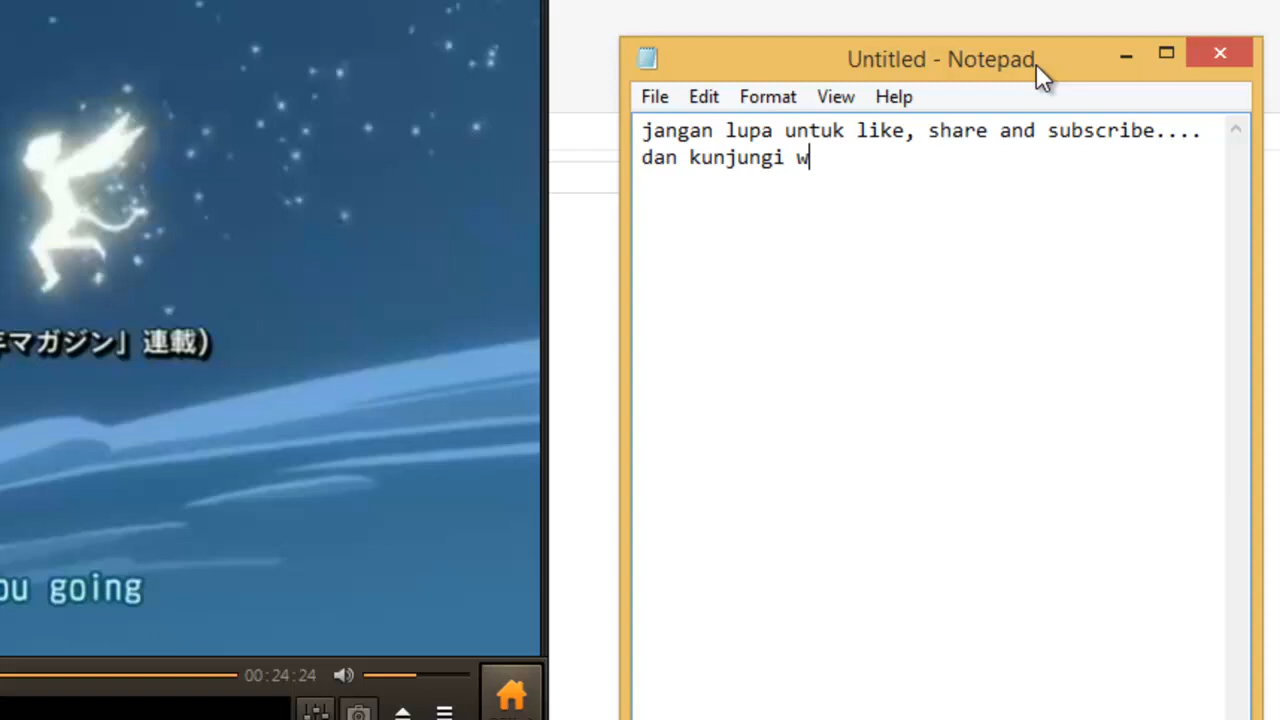 Untitled - Notepad
File Edit Format View Help
jangan lupa untuk like, share and subscribe....
dan kunjungi w
マガジン」連載)
ou going
00:24:24